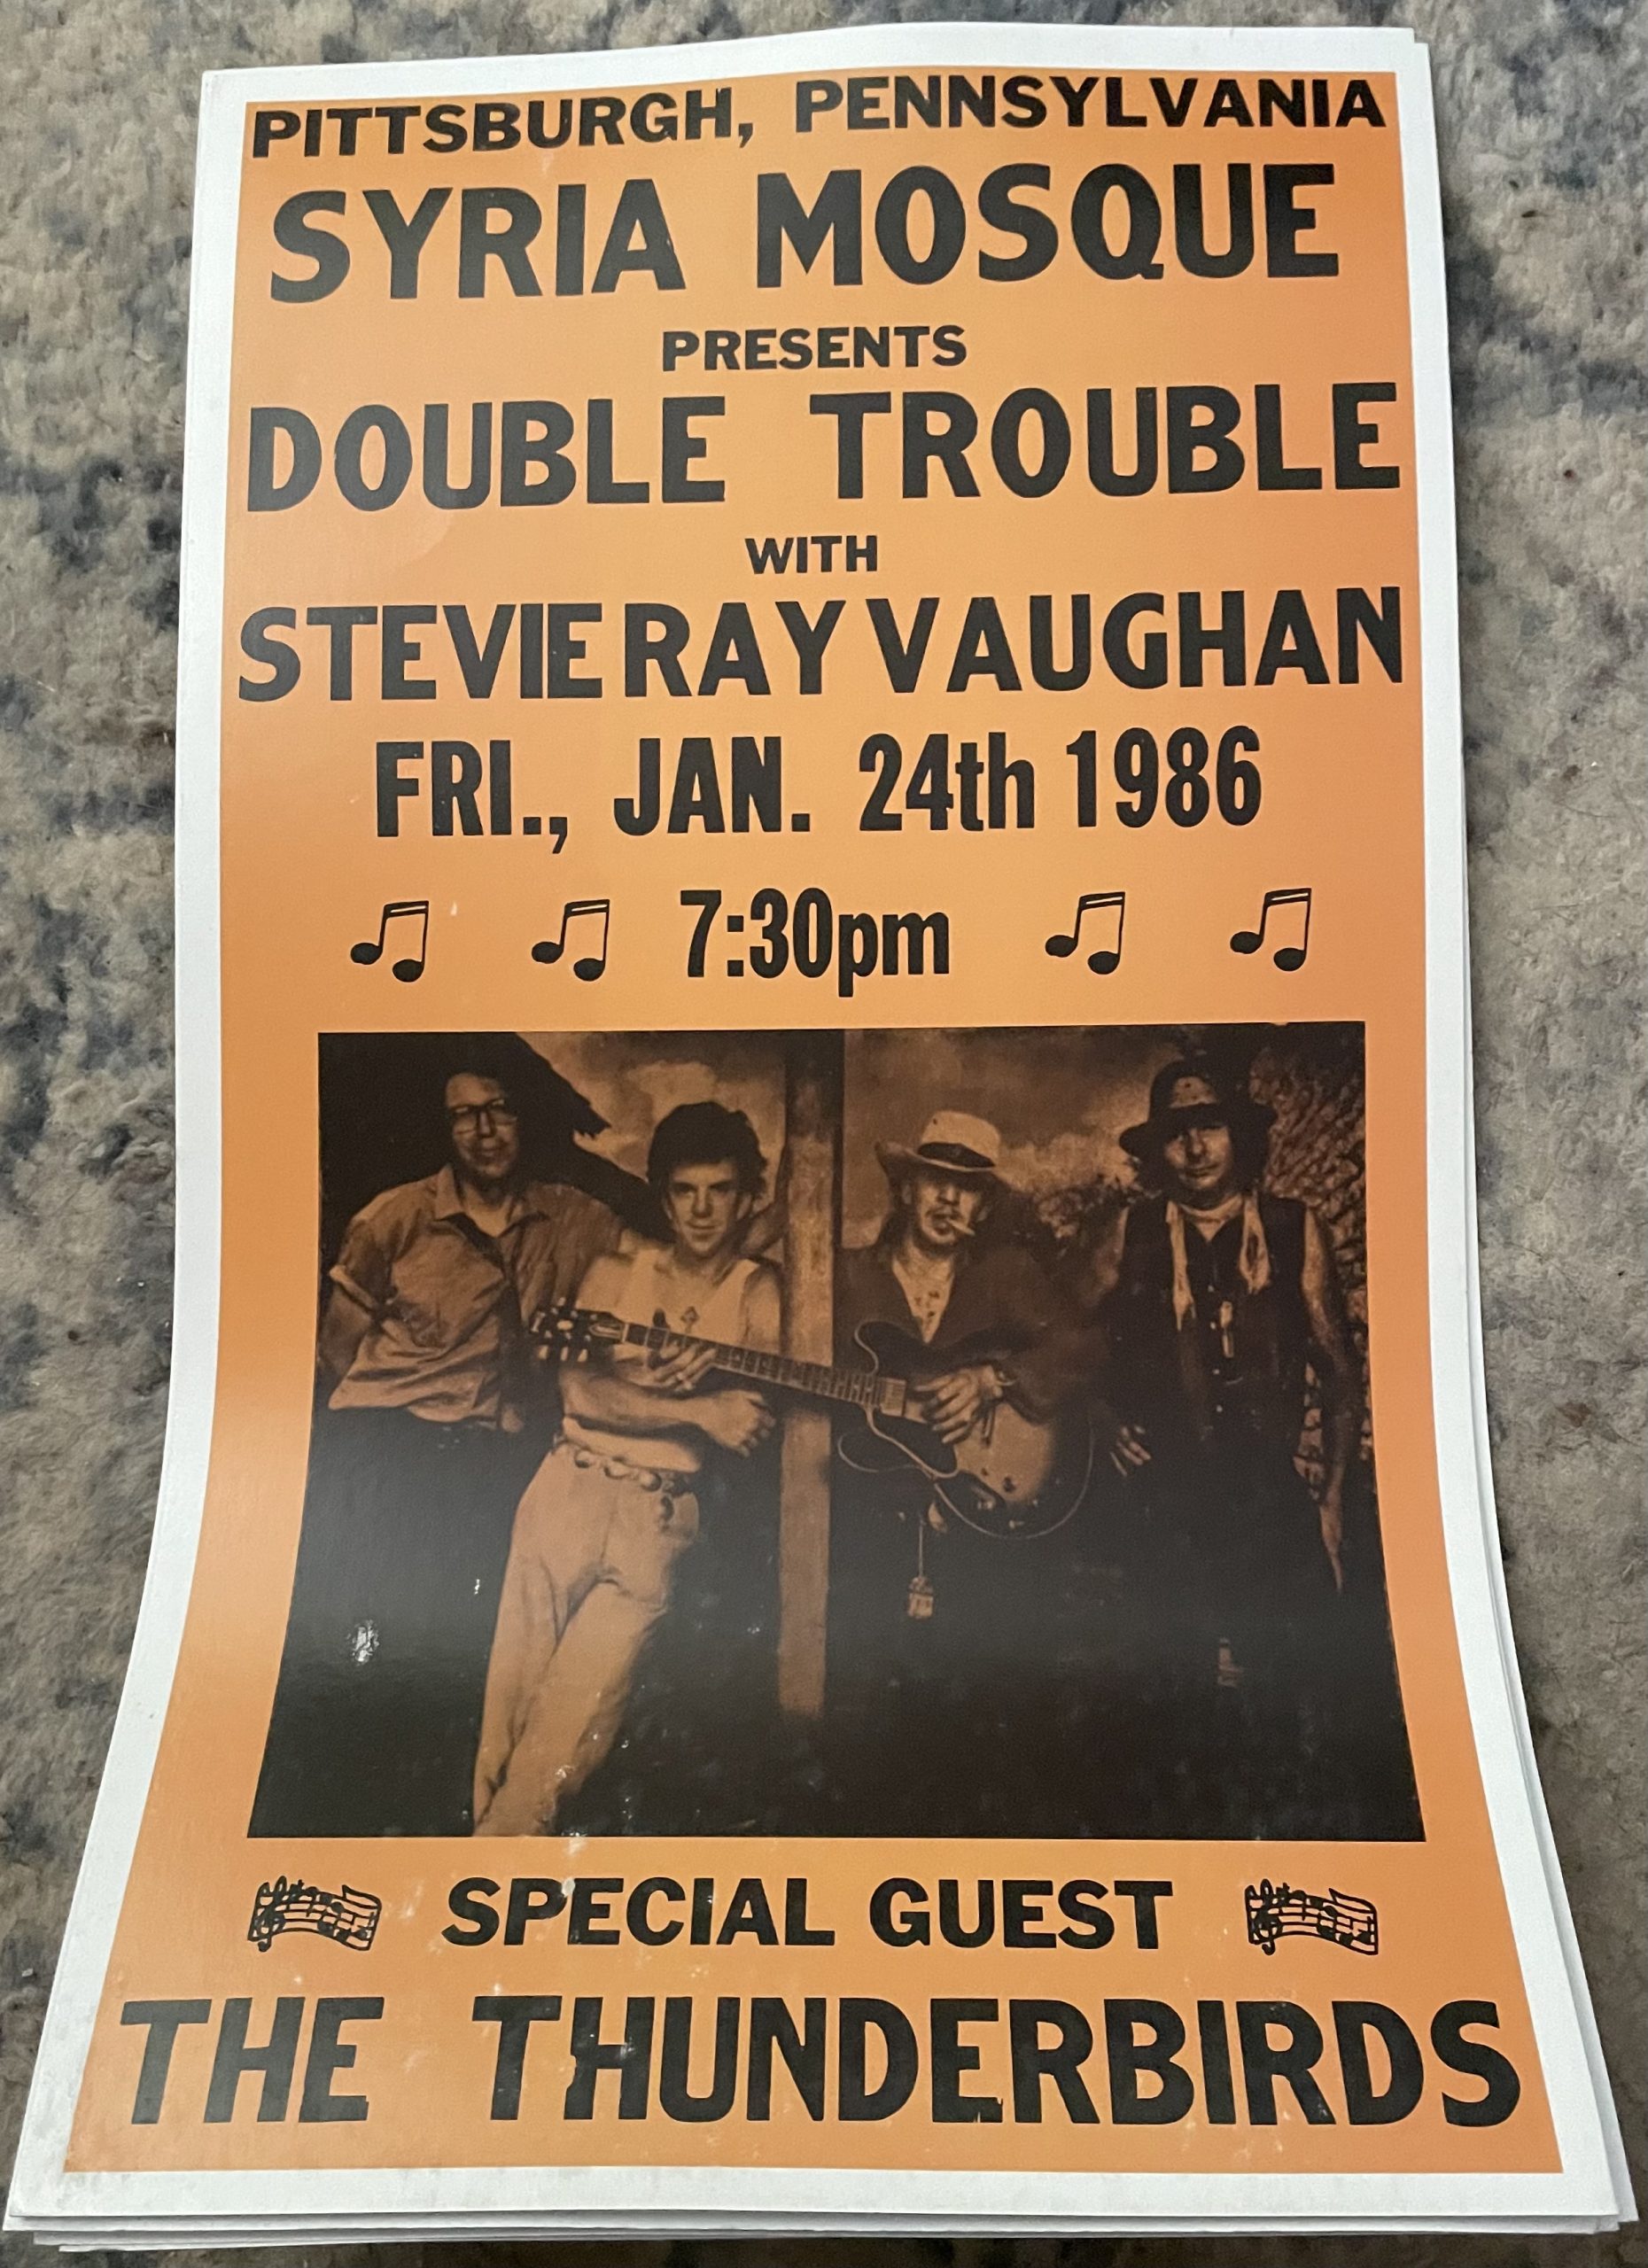 PITTSBURGH, PENNSYLVANIA
SYRIA MOSQUE
PRESENTS
DOUBLE TROUBLE
WITH
STEVIE RAY VAUGHAN
FRI., JAN. 24th 1986
7:30pm
SPECIAL GUEST
THE THUNDERBIRDS